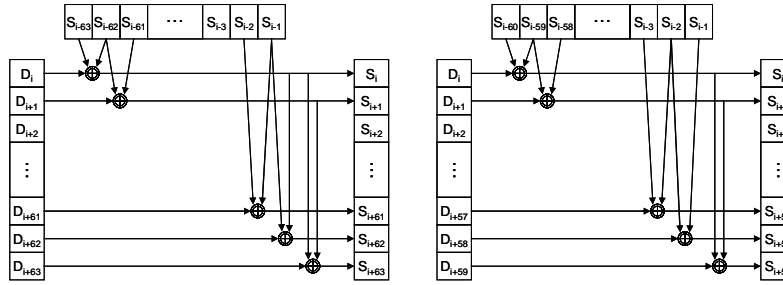 S_{i-63} S_{i-62} S_{i-61} ... S_{i-3} S_{i-2} S_{i-1}
D_i S_i
D_{i+1} S_{i+1}
D_{i+2} S_{i+2}
⋮ ⋮
D_{i+61} S_{i+61}
D_{i+62} S_{i+62}
D_{i+63} S_{i+63}
S_{i-60} S_{i-59} S_{i-58} ... S_{i-3} S_{i-2} S_{i-1}
D_i
D_{i+1}
D_{i+2}
⋮ ⋮
D_{i+57}
D_{i+58}
D_{i+59}